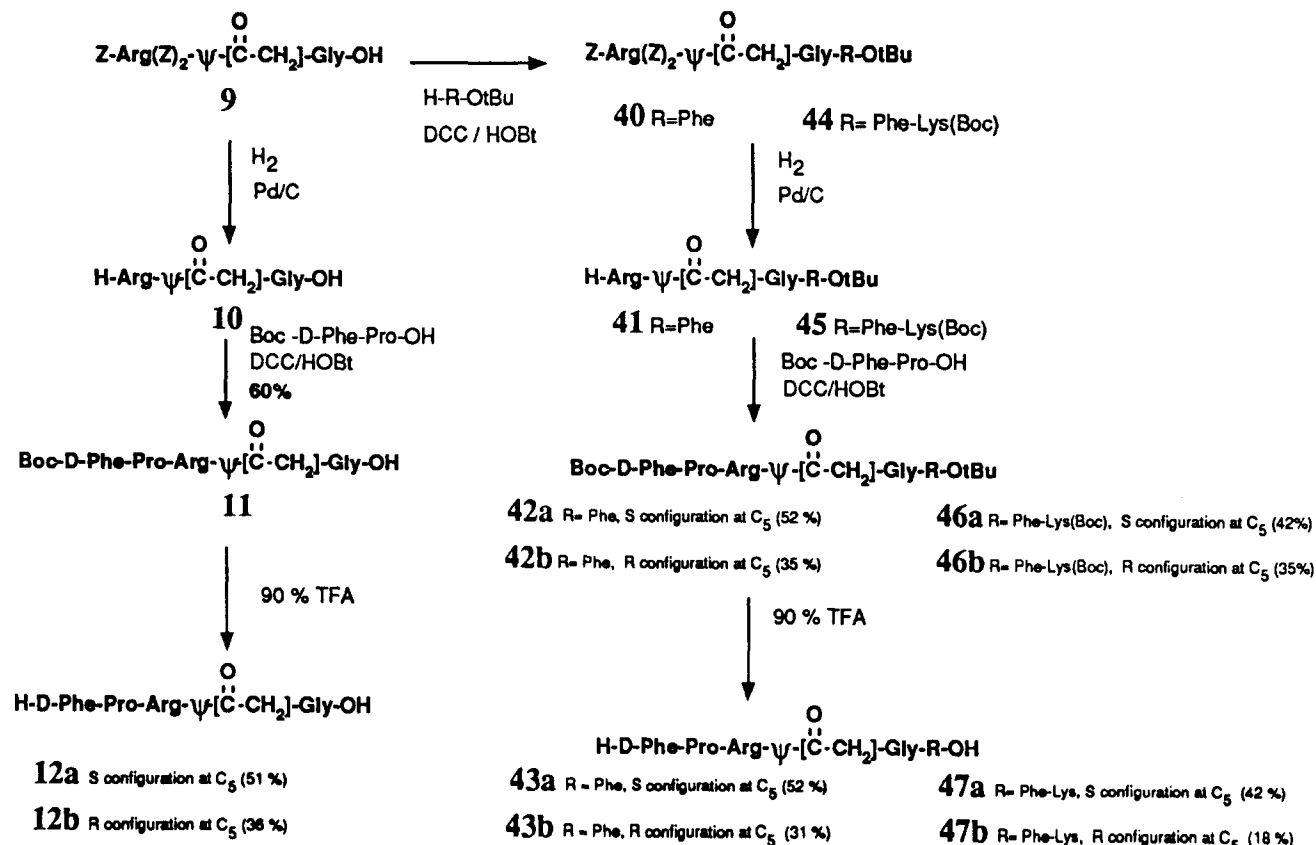 O
Z-Arg(Z)2-ψ-[C-CH2]-Gly-OH
9
H-R-OtBu
DCC / HOBt
O
Z-Arg(Z)2-ψ-[C-CH2]-Gly-R-OtBu
40 R=Phe
44 R= Phe-Lys(Boc)
H2
Pd/C
H2
Pd/C
O
H-Arg-ψ-[C-CH2]-Gly-OH
10
O
H-Arg-ψ-[C-CH2]-Gly-R-OtBu
41 R=Phe
45 R=Phe-Lys(Boc)
Boc -D-Phe-Pro-OH
DCC/HOBt
60%
Boc -D-Phe-Pro-OH
DCC/HOBt
O
Boc-D-Phe-Pro-Arg-ψ-[C-CH2]-Gly-OH
11
O
Boc-D-Phe-Pro-Arg-ψ-[C-CH2]-Gly-R-OtBu
42a R= Phe, S configuration at C5 (52 %)
46a R= Phe-Lys(Boc), S configuration at C5 (42%)
42b R= Phe, R configuration at C5 (35 %)
46b R= Phe-Lys(Boc), R configuration at C5 (35%)
90 % TFA
90 % TFA
O
H-D-Phe-Pro-Arg-ψ-[C-CH2]-Gly-OH
12a S configuration at C5 (51 %)
12b R configuration at C5 (36 %)
O
H-D-Phe-Pro-Arg-ψ-[C-CH2]-Gly-R-OH
43a R = Phe, S configuration at C5 (52 %)
47a R= Phe-Lys, S configuration at C5 (42 %)
43b R = Phe, R configuration at C5 (31 %)
47b R= Phe-Lys, R configuration at C5 (18 %)